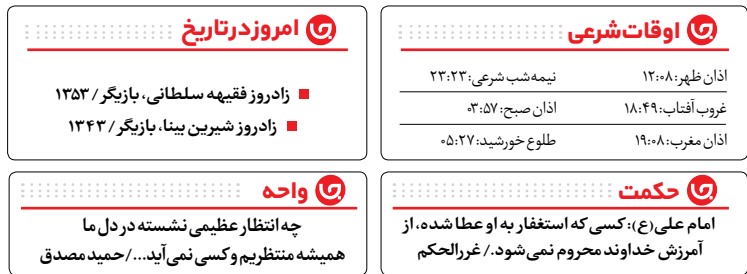 اوقات شرعی
اذان ظهر: ۱۲:۰۸ نیمه‌شب شرعی: ۲۳:۲۳
غروب آفتاب: ۱۸:۴۹ اذان صبح: ۰۳:۵۷
اذان مغرب: ۱۹:۰۸ طلوع خورشید: ۰۵:۲۷
امروز در تاریخ
زادروز فقیهه سلطانی، بازیگر / ۱۳۵۳
زادروز شیرین بینا، بازیگر / ۱۳۴۳
حکمت
امام علی(ع): کسی که استغفار به او عطا شده، از
آمرزش خداوند محروم نمی‌شود./ غررالحکم
واحه
چه انتظار عظیمی نشسته در دل ما
همیشه منتظریم و کسی نمی‌آید.../ حمید مصدق